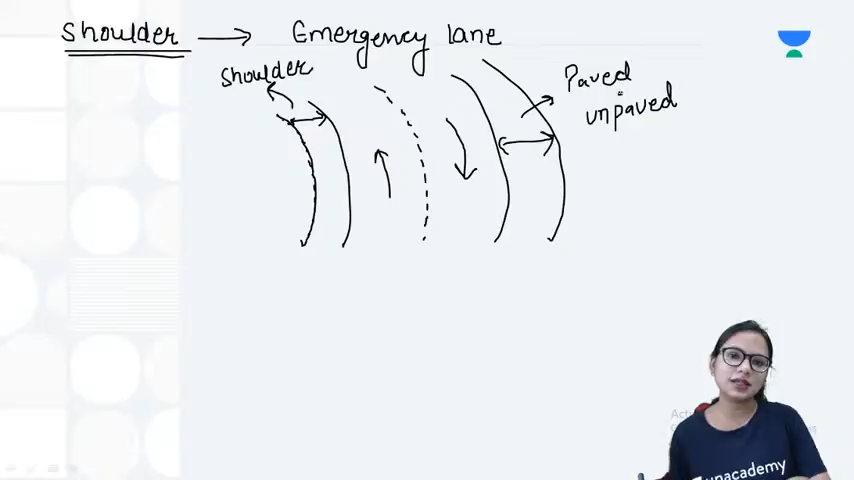 Shoulder → Emergency lane
Shoulder
Paved
unpaved
unacademy